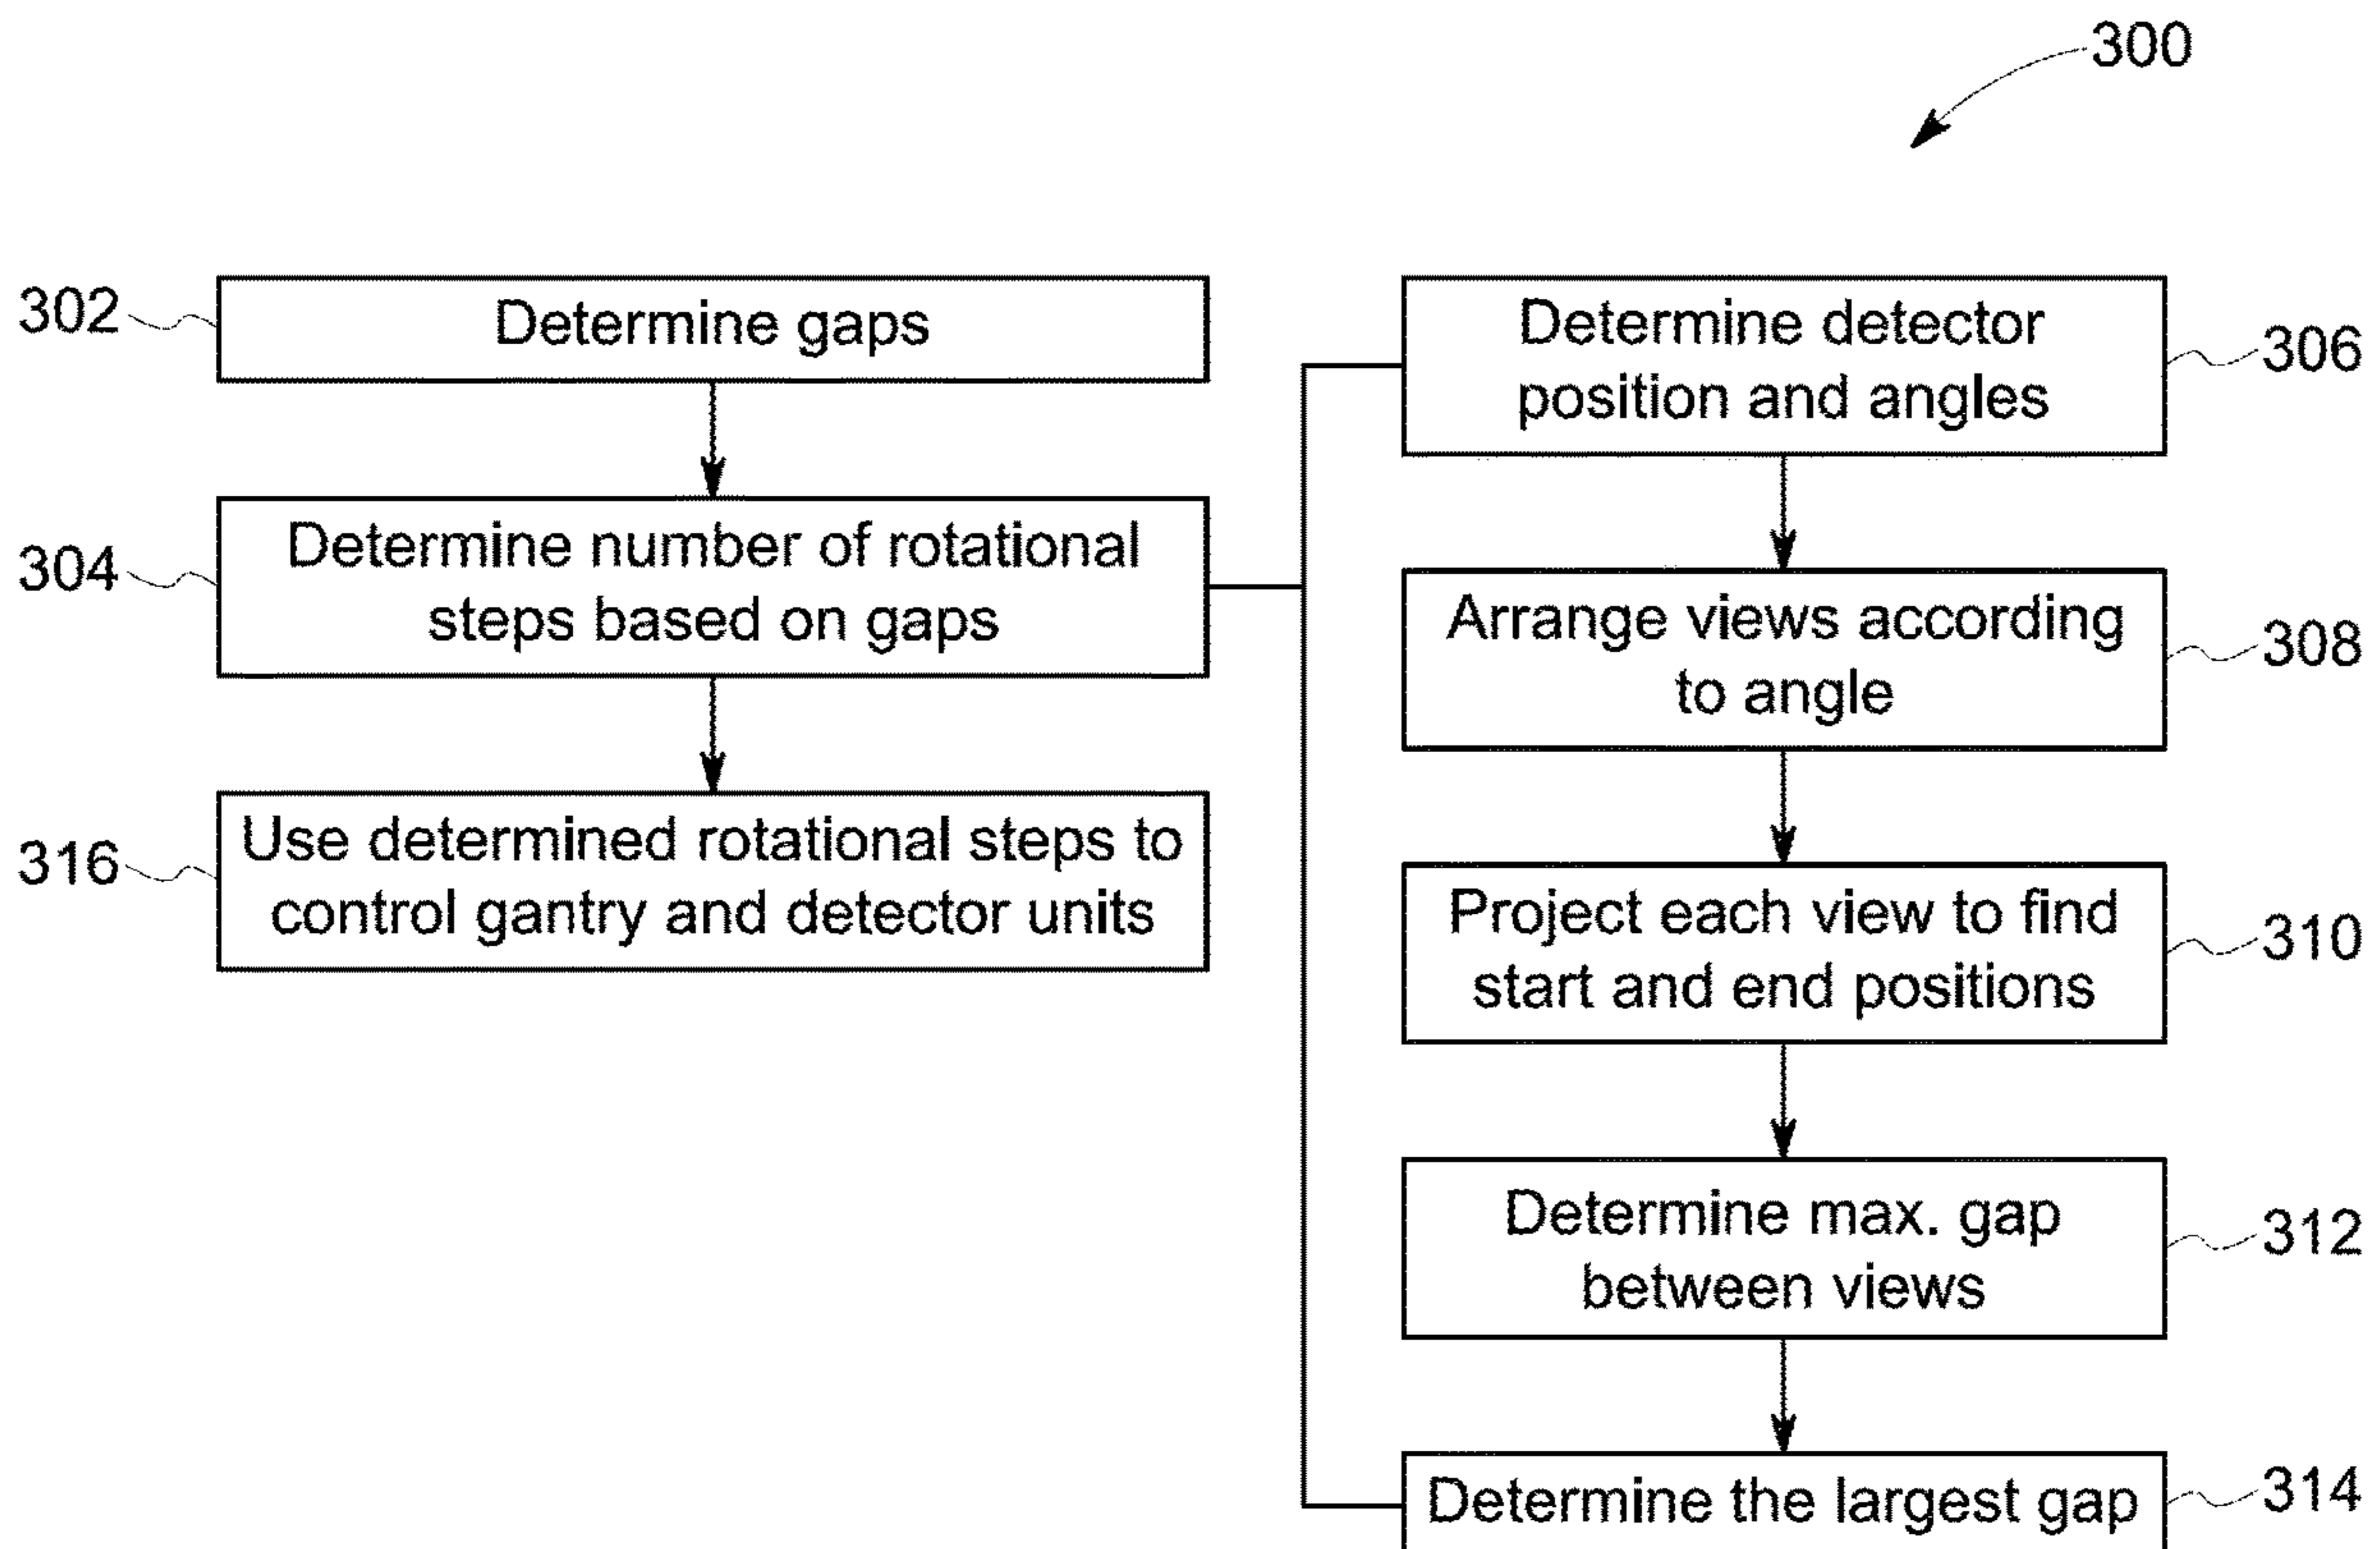 300
302
Determine gaps
304
Determine number of rotational
steps based on gaps
316
Use determined rotational steps to
control gantry and detector units
Determine detector
position and angles
306
Arrange views according
to angle
308
Project each view to find
start and end positions
310
Determine max. gap
between views
312
Determine the largest gap
314